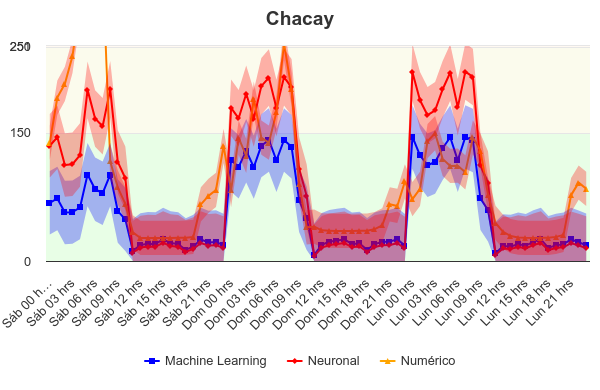 Chacay
250
150
0
Sáb 00 h...
Sáb 03 hrs
Sáb 06 hrs
Sáb 09 hrs
Sáb 12 hrs
Sáb 15 hrs
Sáb 18 hrs
Sáb 21 hrs
Dom 00 hrs
Dom 03 hrs
Dom 06 hrs
Dom 09 hrs
Dom 12 hrs
Dom 15 hrs
Dom 18 hrs
Dom 21 hrs
Lun 00 hrs
Lun 03 hrs
Lun 06 hrs
Lun 09 hrs
Lun 12 hrs
Lun 15 hrs
Lun 18 hrs
Lun 21 hrs
Machine Learning Neuronal Numérico